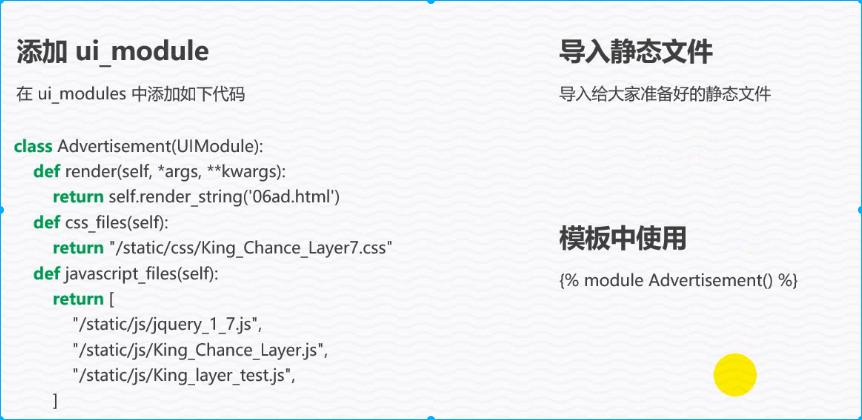 添加 ui_module
在 ui_modules 中添加如下代码
class Advertisement(UIModule):
def render(self, *args, **kwargs):
return self.render_string('06ad.html')
def css_files(self):
return "/static/css/King_Chance_Layer7.css"
def javascript_files(self):
return [
"/static/js/jquery_1_7.js",
"/static/js/King_Chance_Layer.js",
"/static/js/King_layer_test.js",
]
导入静态文件
导入给大家准备好的静态文件
模板中使用
{% module Advertisement() %}